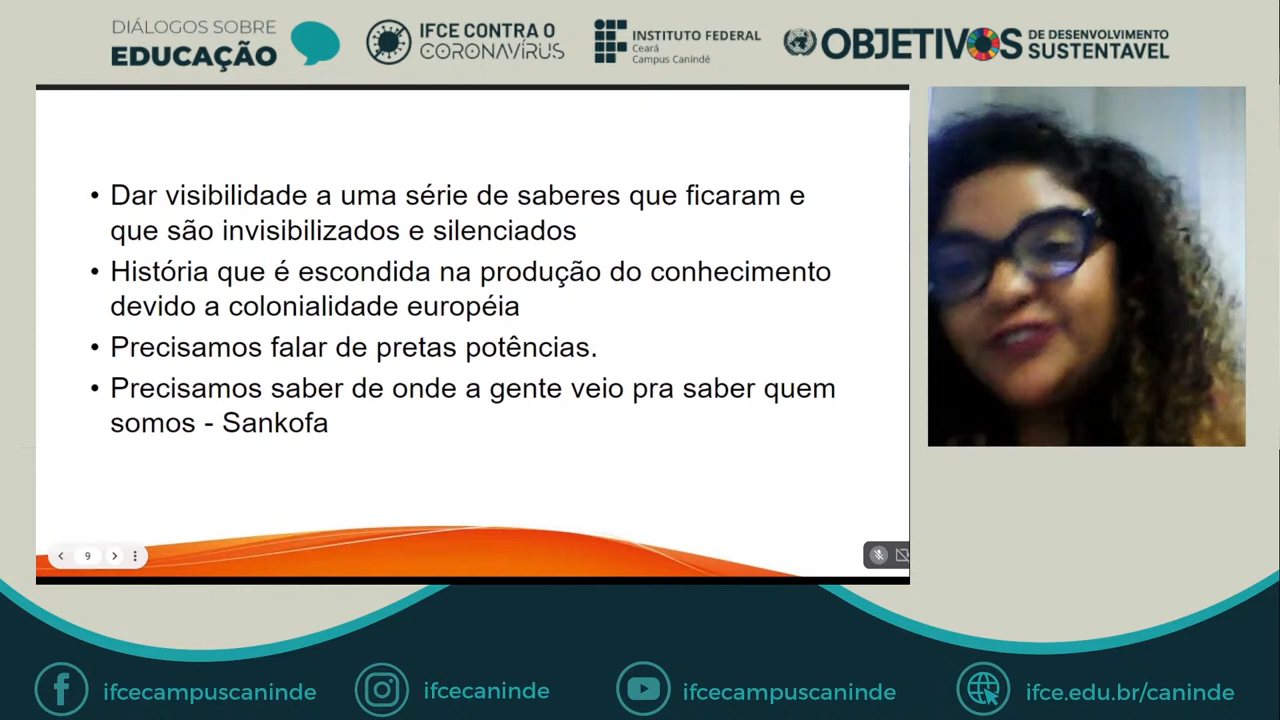 DIÁLOGOS SOBRE
EDUCAÇÃO
IFCE CONTRA O
CORONAVÍRUS
INSTITUTO FEDERAL
Ceará
Campus Canindé
OBJETIVOS
DE DESENVOLVIMENTO
SUSTENTAVEL
• Dar visibilidade a uma série de saberes que ficaram e
que são invisibilizados e silenciados
• História que é escondida na produção do conhecimento
devido a colonialidade européia
• Precisamos falar de pretas potências.
• Precisamos saber de onde a gente veio pra saber quem
somos - Sankofa
9
ifcecampuscaninde
ifcecaninde
ifcecampuscaninde
ifce.edu.br/caninde